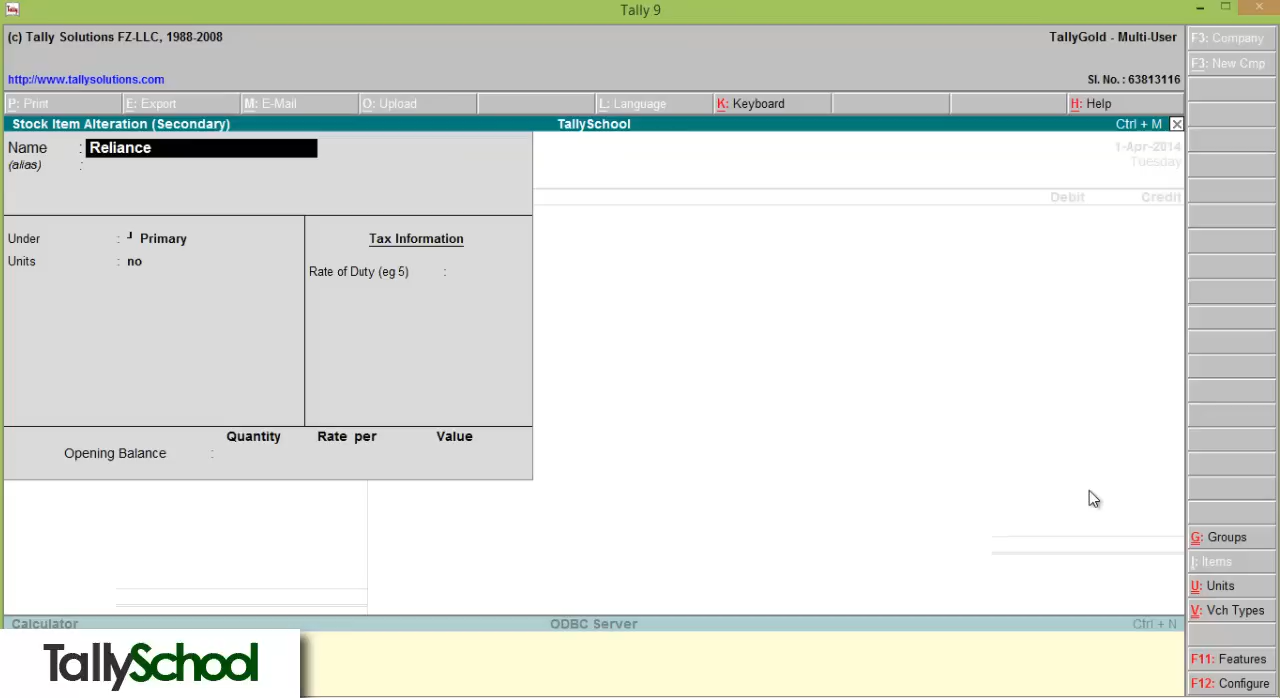 Tally 9
(c) Tally Solutions FZ-LLC, 1988-2008
TallyGold - Multi-User
http://www.tallysolutions.com
Sl. No. : 63813116
P: Print
E: Export
M: E-Mail
O: Upload
L: Language
K: Keyboard
H: Help
F3: Company
F3: New Cmp
Stock Item Alteration (Secondary)
TallySchool
Ctrl + M
Name : Reliance
(alias) :
1-Apr-2014
Tuesday
Debit Credit
Under : ┘ Primary
Units : no
Tax Information
Rate of Duty (eg 5) :
Quantity Rate per Value
Opening Balance :
G: Groups
I: Items
U: Units
V: Vch Types
F11: Features
F12: Configure
Calculator
ODBC Server
Ctrl + N
TallySchool